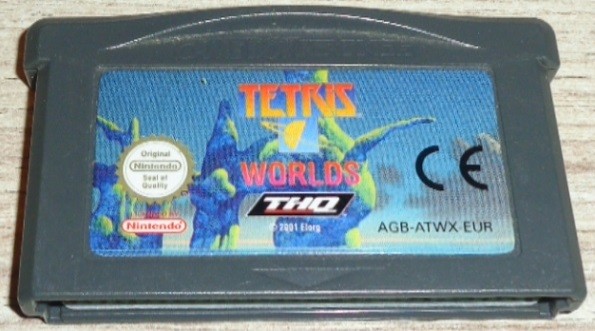 TETRIS
WORLDS
THQ
© 2001 Elorg
Original
Nintendo
Seal of
Quality
Nintendo
CE
AGB-ATWX-EUR